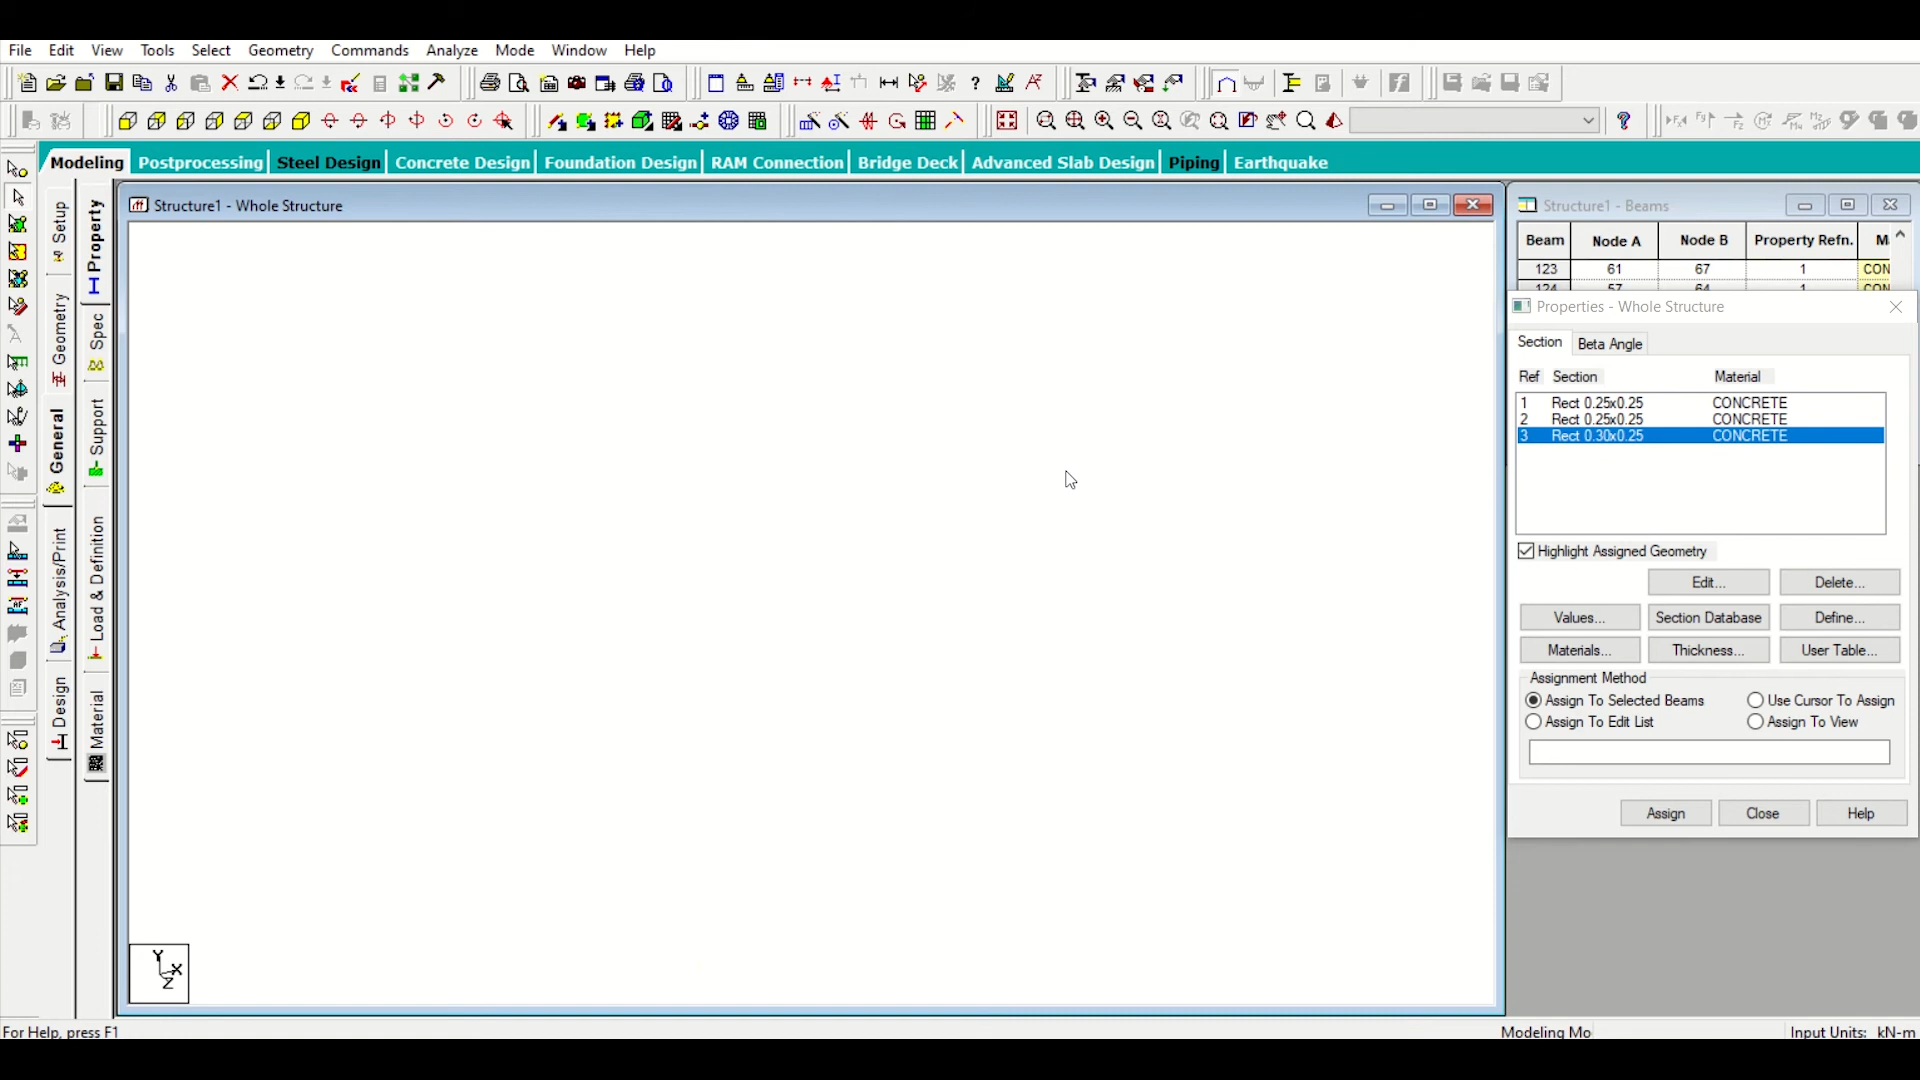 File Edit View Tools Select Geometry Commands Analyze Mode Window Help
Modeling Postprocessing Steel Design Concrete Design Foundation Design RAM Connection Bridge Deck Advanced Slab Design Piping Earthquake
Setup
Geometry
General
Analysis/Print
Design
Property
Spec
Support
Load & Definition
Material
Structure1 - Whole Structure
Y
X
Z
Structure1 - Beams
Beam Node A Node B Property Refn. M
123 61 67 1 CON
124 57 64 1 CON
Properties - Whole Structure
Section Beta Angle
Ref Section Material
1 Rect 0.25x0.25 CONCRETE
2 Rect 0.25x0.25 CONCRETE
3 Rect 0.30x0.25 CONCRETE
Highlight Assigned Geometry
Edit... Delete...
Values... Section Database Define...
Materials... Thickness... User Table...
Assignment Method
Assign To Selected Beams Use Cursor To Assign
Assign To Edit List Assign To View
Assign Close Help
For Help, press F1 Modeling Mo Input Units: kN-m